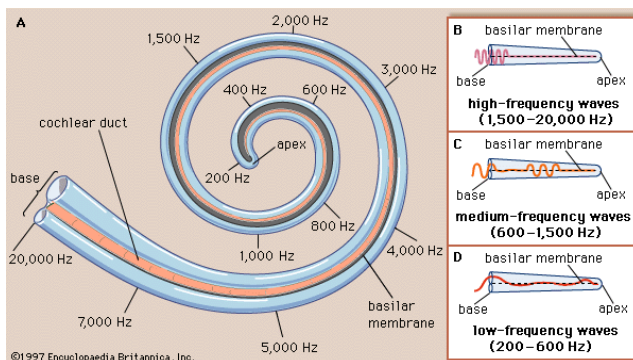 A
2,000 Hz
1,500 Hz
3,000 Hz
400 Hz
600 Hz
cochlear duct
apex
200 Hz
base
800 Hz
20,000 Hz
1,000 Hz
4,000 Hz
7,000 Hz
basilar
membrane
5,000 Hz
©1997 Encyclopaedia Britannica, Inc.
B
basilar membrane
base
apex
high-frequency waves
(1,500–20,000 Hz)
C
basilar membrane
base
apex
medium-frequency waves
(600–1,500 Hz)
D
basilar membrane
base
apex
low-frequency waves
(200–600 Hz)